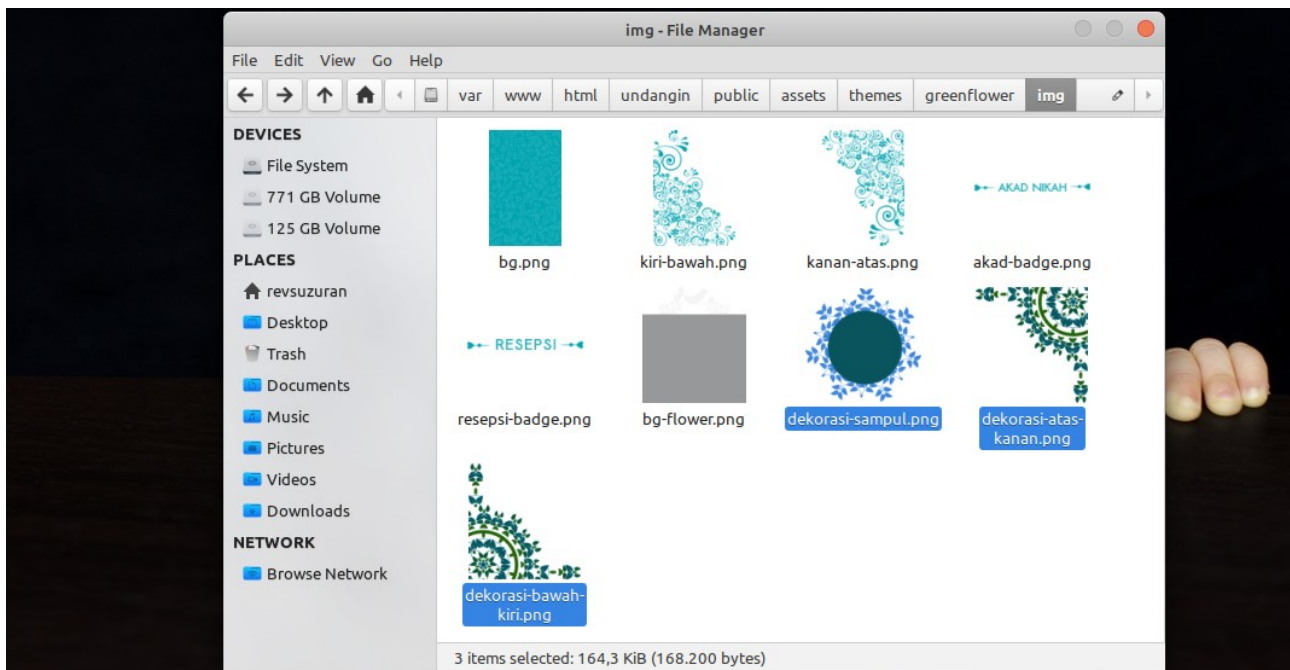 img - File Manager
File Edit View Go Help
var www html undangin public assets themes greenflower img
DEVICES
File System
771 GB Volume
125 GB Volume
PLACES
revsuzuran
Desktop
Trash
Documents
Music
Pictures
Videos
Downloads
NETWORK
Browse Network
AKAD NIKAH
bg.png
kiri-bawah.png
kanan-atas.png
akad-badge.png
RESEPSI
resepsi-badge.png
bg-flower.png
dekorasi-sampul.png
dekorasi-atas-
kanan.png
dekorasi-bawah-
kiri.png
3 items selected: 164,3 KiB (168.200 bytes)